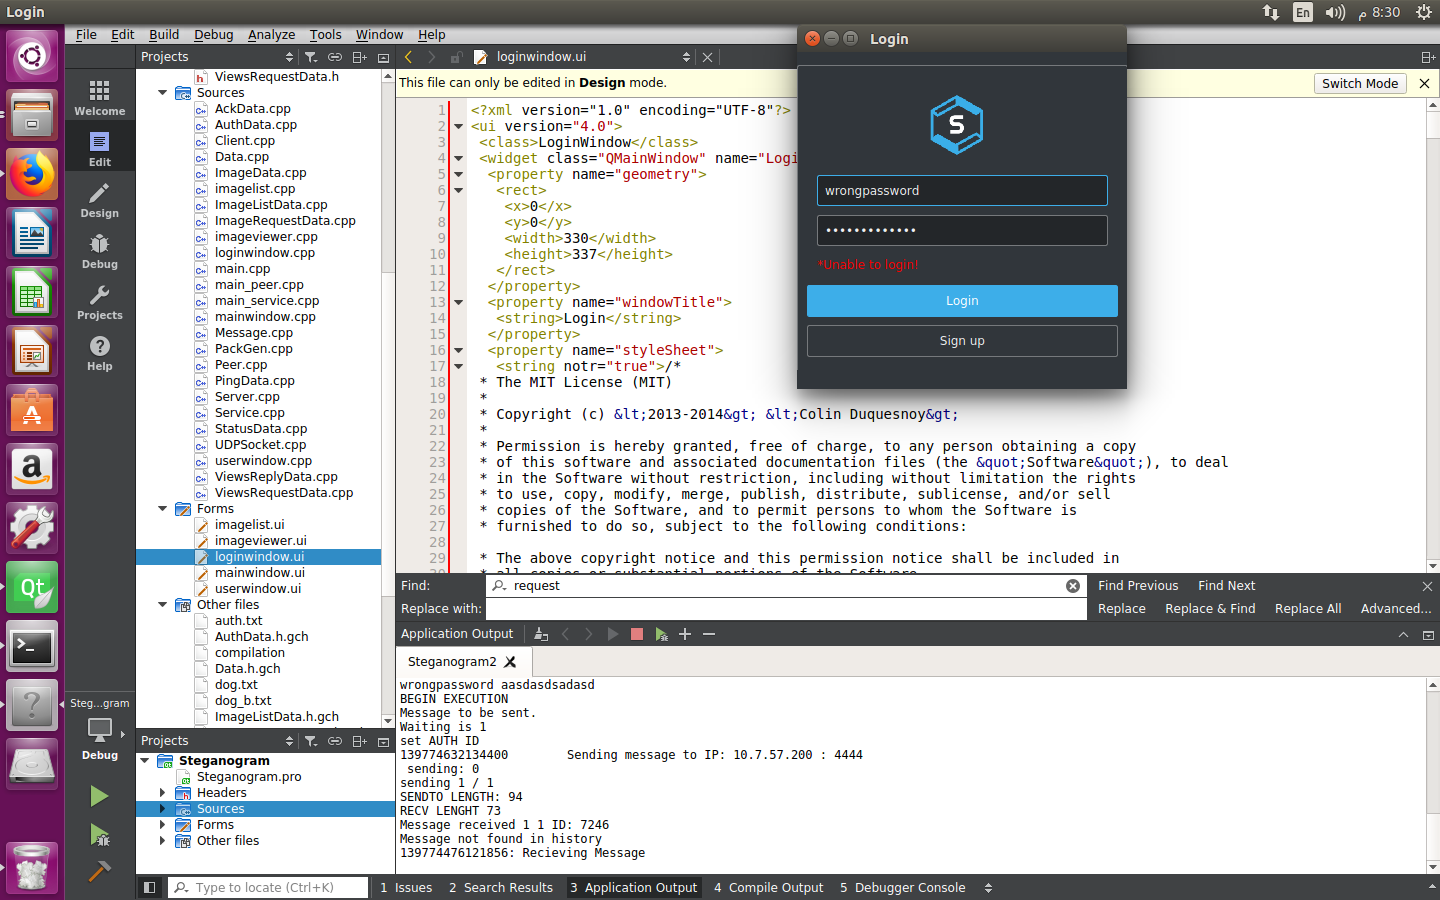 Login
En
م 8:30
File Edit Build Debug Analyze Tools Window Help
Projects
loginwindow.ui
This file can only be edited in Design mode.
Switch Mode
Welcome
Edit
Design
Debug
Projects
Help
Steg...gram
Debug
ViewsRequestData.h
Sources
AckData.cpp
AuthData.cpp
Client.cpp
Data.cpp
ImageData.cpp
imagelist.cpp
ImageListData.cpp
ImageRequestData.cpp
imageviewer.cpp
loginwindow.cpp
main.cpp
main_peer.cpp
main_service.cpp
mainwindow.cpp
Message.cpp
PackGen.cpp
Peer.cpp
PingData.cpp
Server.cpp
Service.cpp
StatusData.cpp
UDPSocket.cpp
userwindow.cpp
ViewsReplyData.cpp
ViewsRequestData.cpp
Forms
imagelist.ui
imageviewer.ui
loginwindow.ui
mainwindow.ui
userwindow.ui
Other files
auth.txt
AuthData.h.gch
compilation
Data.h.gch
dog.txt
dog_b.txt
ImageListData.h.gch
Projects
Steganogram
Steganogram.pro
Headers
Sources
Forms
Other files
1 <?xml version="1.0" encoding="UTF-8"?>
2 <ui version="4.0">
3 <class>LoginWindow</class>
4 <widget class="QMainWindow" name="Logi
5 <property name="geometry">
6 <rect>
7 <x>0</x>
8 <y>0</y>
9 <width>330</width>
10 <height>337</height>
11 </rect>
12 </property>
13 <property name="windowTitle">
14 <string>Login</string>
15 </property>
16 <property name="styleSheet">
17 <string notr="true">/*
18 * The MIT License (MIT)
19 *
20 * Copyright (c) &lt;2013-2014&gt; &lt;Colin Duquesnoy&gt;
21 *
22 * Permission is hereby granted, free of charge, to any person obtaining a copy
23 * of this software and associated documentation files (the &quot;Software&quot;), to deal
24 * in the Software without restriction, including without limitation the rights
25 * to use, copy, modify, merge, publish, distribute, sublicense, and/or sell
26 * copies of the Software, and to permit persons to whom the Software is
27 * furnished to do so, subject to the following conditions:
28
29 * The above copyright notice and this permission notice shall be included in
30 * all copies or substantial portions of the Software.
Login
S
wrongpassword
•••••••••••••
*Unable to login!
Login
Sign up
Find: request Find Previous Find Next
Replace with: Replace Replace & Find Replace All Advanced...
Application Output
Steganogram2
wrongpassword aasdasdsadasd
BEGIN EXECUTION
Message to be sent.
Waiting is 1
set AUTH ID
139774632134400 Sending message to IP: 10.7.57.200 : 4444
sending: 0
sending 1 / 1
SENDTO LENGTH: 94
RECV LENGHT 73
Message received 1 1 ID: 7246
Message not found in history
139774476121856: Recieving Message
Type to locate (Ctrl+K) 1 Issues 2 Search Results 3 Application Output 4 Compile Output 5 Debugger Console